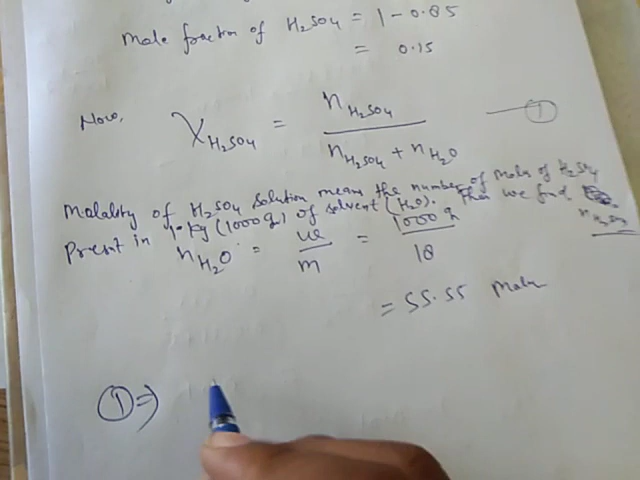 Mole fraction of H2SO4 = 1 - 0.85
= 0.15
Now, χH2SO4 = nH2SO4 / nH2SO4 + nH2O ①
Molality of H2SO4 solution means the number of moles of H2SO4
Present in 1 kg (1000 g) of solvent (H2O). Then we find nH2SO4
nH2O = w/m = 1000 g/18
= 55.55 moles
① ⇒